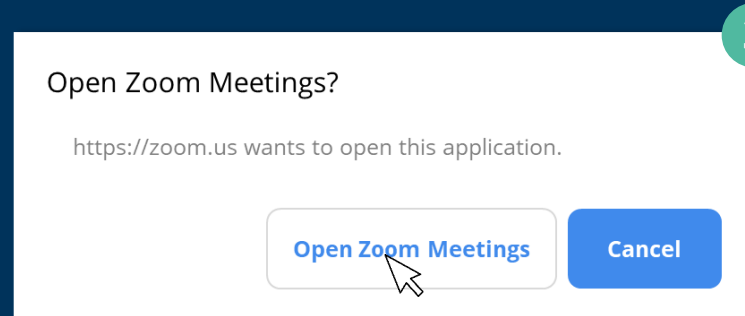 Open Zoom Meetings?
https://zoom.us wants to open this application.
Open Zoom Meetings
Cancel